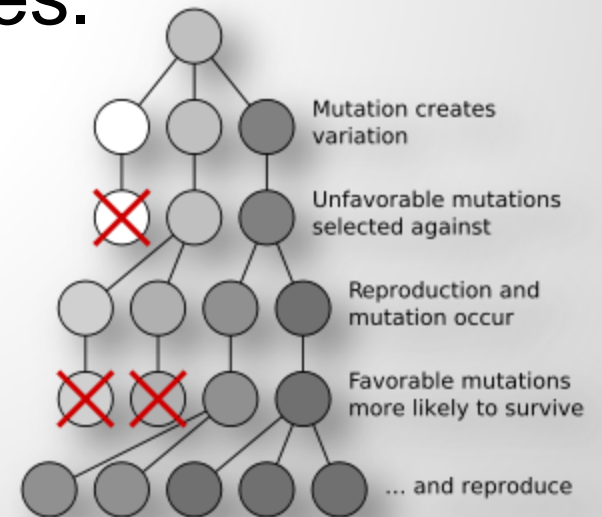 es.
Mutation creates
variation
Unfavorable mutations
selected against
Reproduction and
mutation occur
Favorable mutations
more likely to survive
... and reproduce